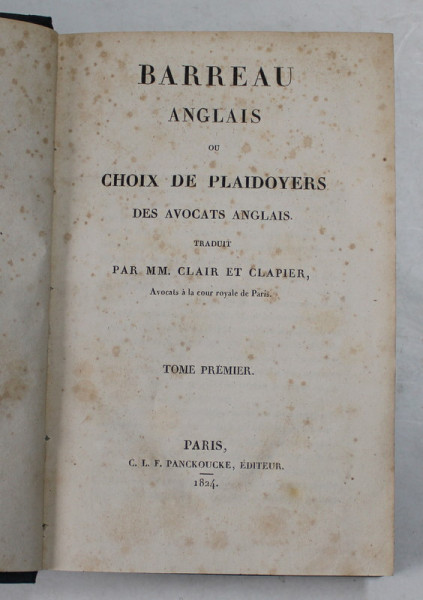 BARREAU
ANGLAIS
OU
CHOIX DE PLAIDOYERS
DES AVOCATS ANGLAIS.
TRADUIT
PAR MM. CLAIR ET CLAPIER,
Avocats à la cour royale de Paris.
TOME PREMIER.
PARIS,
C. L. F. PANCKOUCKE, ÉDITEUR.
1824.